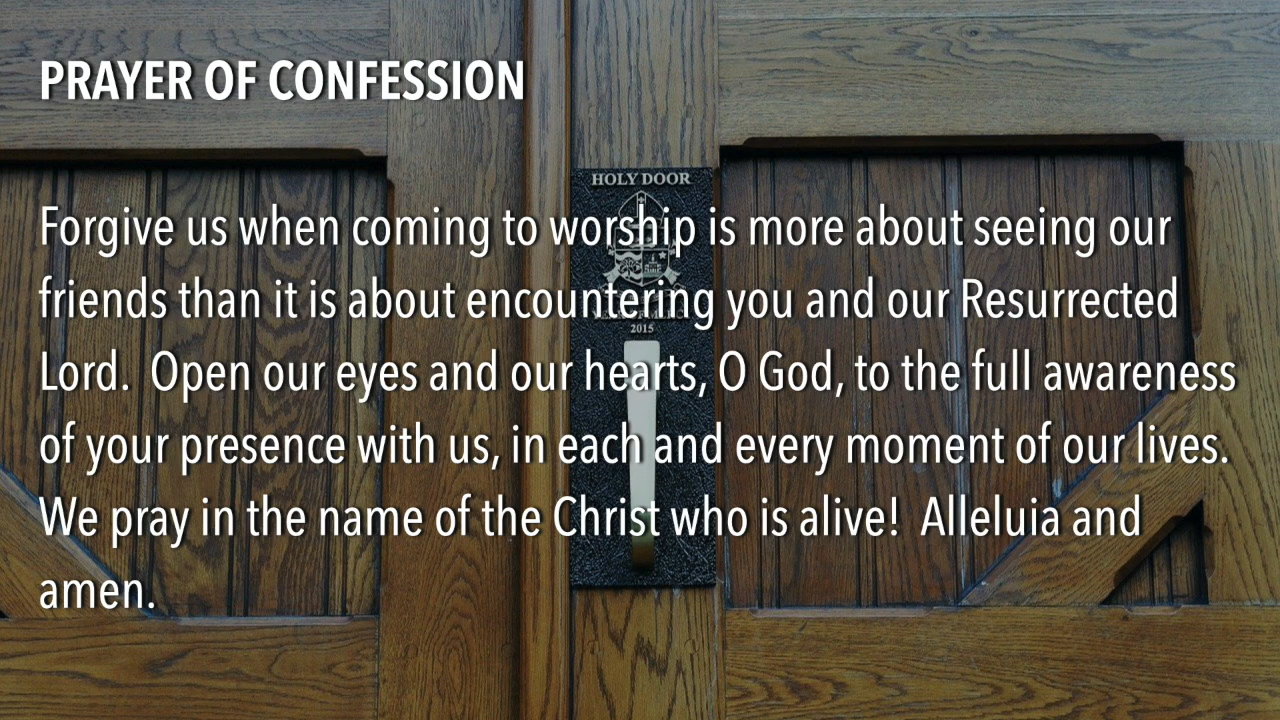 PRAYER OF CONFESSION
HOLY DOOR
Forgive us when coming to worship is more about seeing our
friends than it is about encountering you and our Resurrected
2015
Lord.  Open our eyes and our hearts, O God, to the full awareness
of your presence with us, in each and every moment of our lives.
We pray in the name of the Christ who is alive!  Alleluia and
amen.